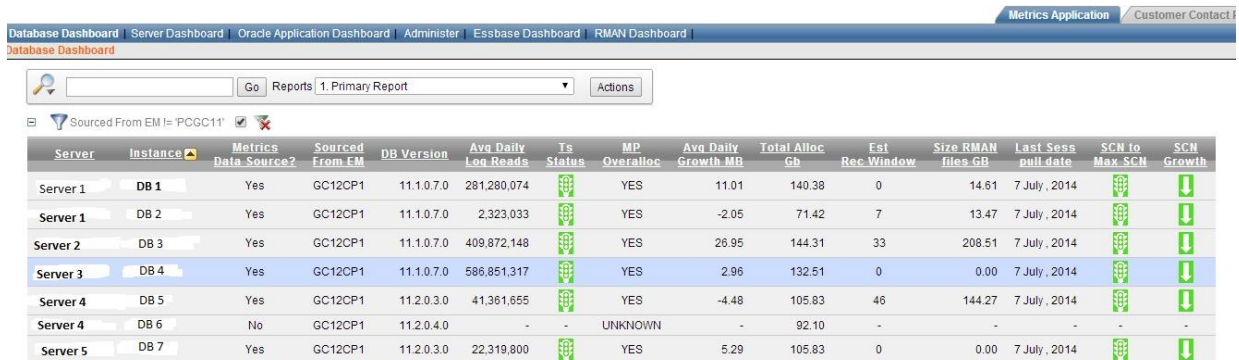 Metrics Application Customer Contact
Database Dashboard | Server Dashboard | Oracle Application Dashboard | Administer | Essbase Dashboard | RMAN Dashboard |
Database Dashboard
Go Reports 1. Primary Report Actions
Sourced From EM != 'PCGC11'
Server Instance Metrics Data Source? Sourced From EM DB Version Avg Daily Log Reads Ts Status MP Overalloc Avg Daily Growth MB Total Alloc Gb Est Rec Window Size RMAN files GB Last Sess pull date SCN to Max SCN SCN Growth
Server 1 DB 1 Yes GC12CP1 11.1.0.7.0 281,280,074 YES 11.01 140.38 0 14.61 7 July , 2014
Server 1 DB 2 Yes GC12CP1 11.1.0.7.0 2,323,033 YES -2.05 71.42 7 13.47 7 July , 2014
Server 2 DB 3 Yes GC12CP1 11.1.0.7.0 409,872,148 YES 26.95 144.31 33 208.51 7 July , 2014
Server 3 DB 4 Yes GC12CP1 11.1.0.7.0 586,851,317 YES 2.96 132.51 0 0.00 7 July , 2014
Server 4 DB 5 Yes GC12CP1 11.2.0.3.0 41,361,655 YES -4.48 105.83 46 144.27 7 July , 2014
Server 4 DB 6 No GC12CP1 11.2.0.4.0 - - UNKNOWN - 92.10 - - - - -
Server 5 DB 7 Yes GC12CP1 11.2.0.3.0 22,319,800 YES 5.29 105.83 0 0.00 7 July , 2014